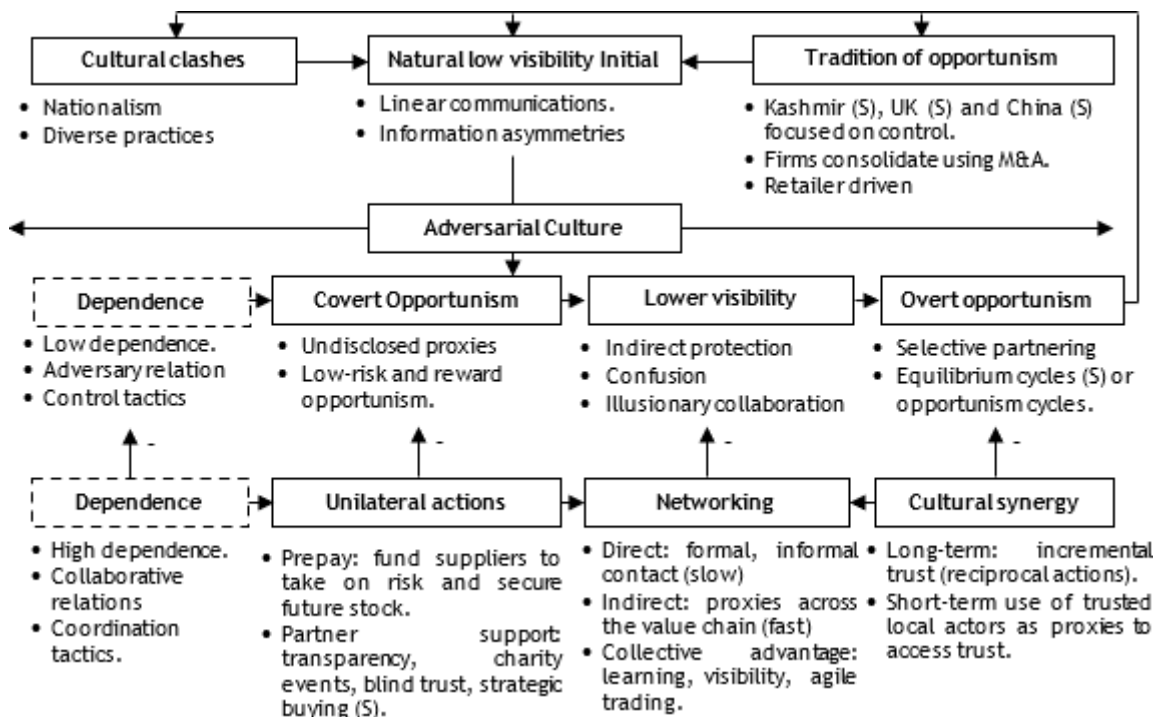 Cultural clashes
• Nationalism
• Diverse practices
Natural low visibility Initial
• Linear communications.
• Information asymmetries
Tradition of opportunism
• Kashmir (S), UK (S) and China (S)
focused on control.
• Firms consolidate using M&A.
• Retailer driven
Adversarial Culture
Dependence
• Low dependence.
• Adversary relation
• Control tactics
Covert Opportunism
• Undisclosed proxies
• Low-risk and reward
opportunism.
Lower visibility
• Indirect protection
• Confusion
• Illusionary collaboration
Overt opportunism
• Selective partnering
• Equilibrium cycles (S) or
opportunism cycles.
-
-
-
-
Dependence
• High dependence.
• Collaborative
relations
• Coordination
tactics.
Unilateral actions
• Prepay: fund suppliers to
take on risk and secure
future stock.
• Partner support:
transparency, charity
events, blind trust, strategic
buying (S).
Networking
• Direct: formal, informal
contact (slow)
• Indirect: proxies across
the value chain (fast)
• Collective advantage:
learning, visibility, agile
trading.
Cultural synergy
• Long-term: incremental
trust (reciprocal actions).
• Short-term use of trusted
local actors as proxies to
access trust.